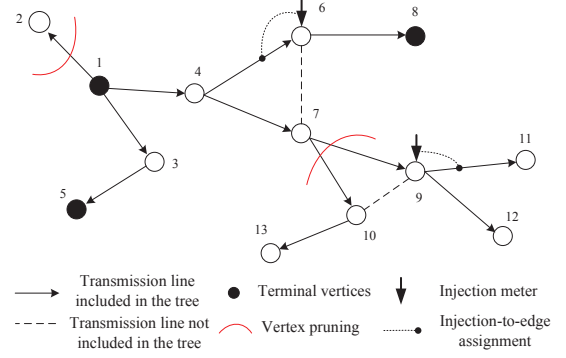 2
6
8
1
4
7
3
11
5
9
12
10
13
Transmission line
included in the tree
Terminal vertices
Injection meter
Transmission line not
included in the tree
Vertex pruning
Injection-to-edge
assignment